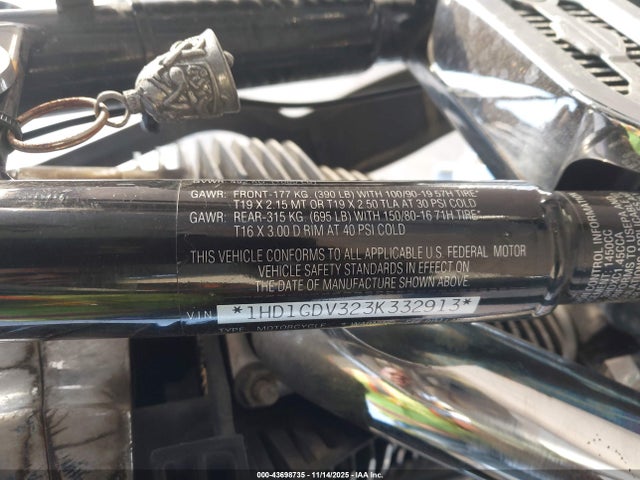 GAWR: FRONT-177 KG (390 LB) WITH 100/90-19 57H TIRE*
T19 X 2.15 MT OR T19 X 2.50 TLA AT 30 PSI COLD
GAWR: REAR-315 KG (695 LB) WITH 150/80-16 71H TIRE*
T16 X 3.00 D RIM AT 40 PSI COLD
THIS VEHICLE CONFORMS TO ALL APPLICABLE U.S. FEDERAL MOTOR
VEHICLE SAFETY STANDARDS IN EFFECT ON
THE DATE OF MANUFACTURE SHOWN ABOVE.
VIN *1HD1GDV323K332913*
TYPE: MOTORCYCLE
CONTROL INFORMATION
1450CC
000-43698735 - 11/14/2025 - IAA Inc.